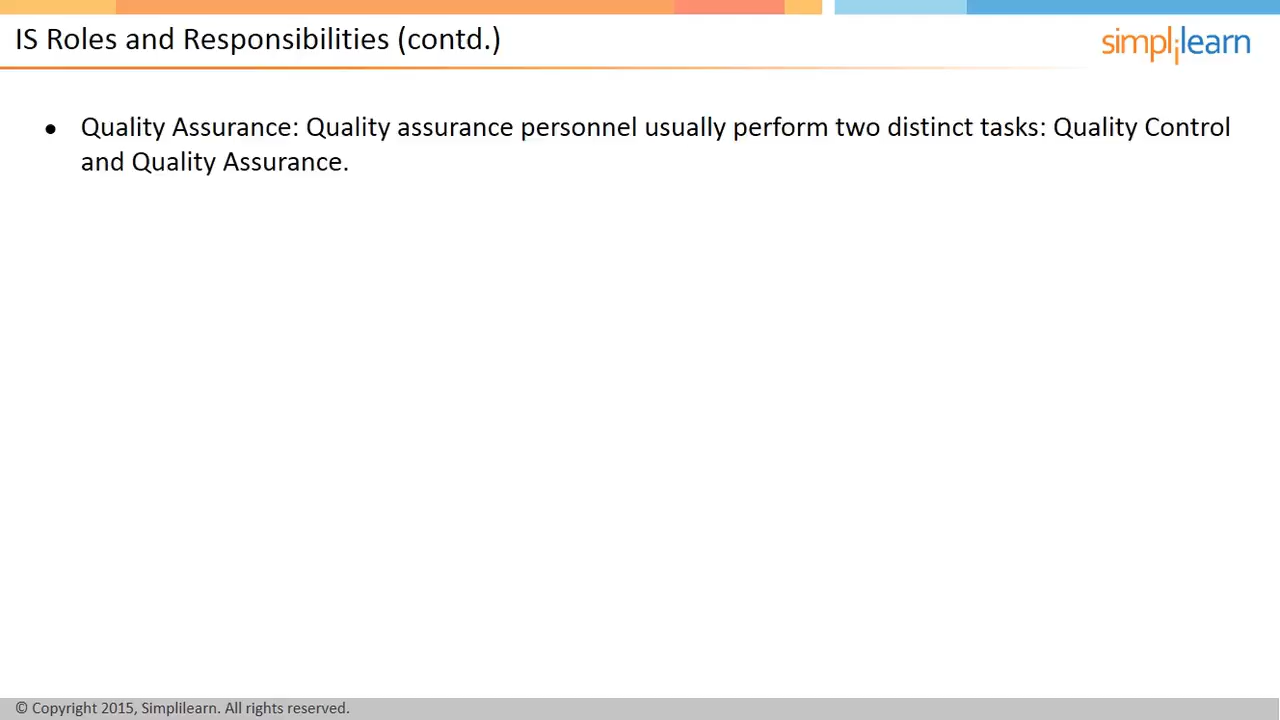 IS Roles and Responsibilities (contd.)
simplilearn
• Quality Assurance: Quality assurance personnel usually perform two distinct tasks: Quality Control
and Quality Assurance.
© Copyright 2015, Simplilearn. All rights reserved.